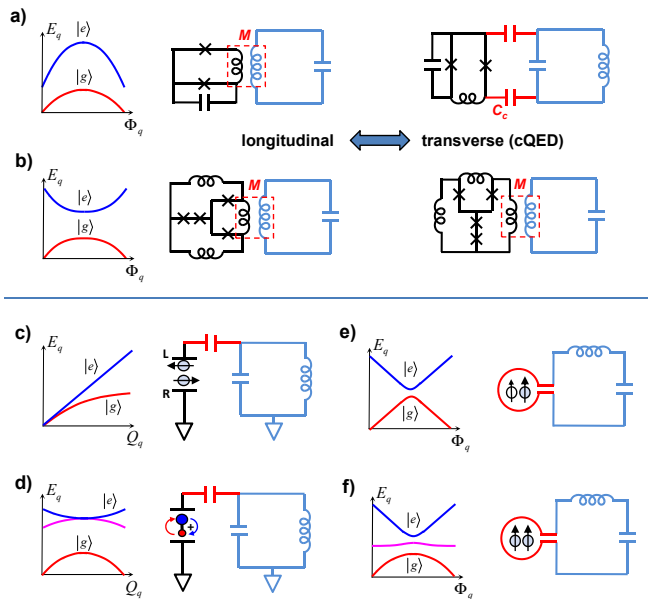 a)
E_q
|e⟩
|g⟩
Φ_q
M
C_c
longitudinal
transverse (cQED)
b)
E_q
|e⟩
|g⟩
Φ_q
M
M
c)
E_q
|e⟩
|g⟩
Q_q
L
R
e)
E_q
|e⟩
|g⟩
Φ_q
d)
E_q
|e⟩
|g⟩
Q_q
+
f)
E_q
|e⟩
|g⟩
Φ_q